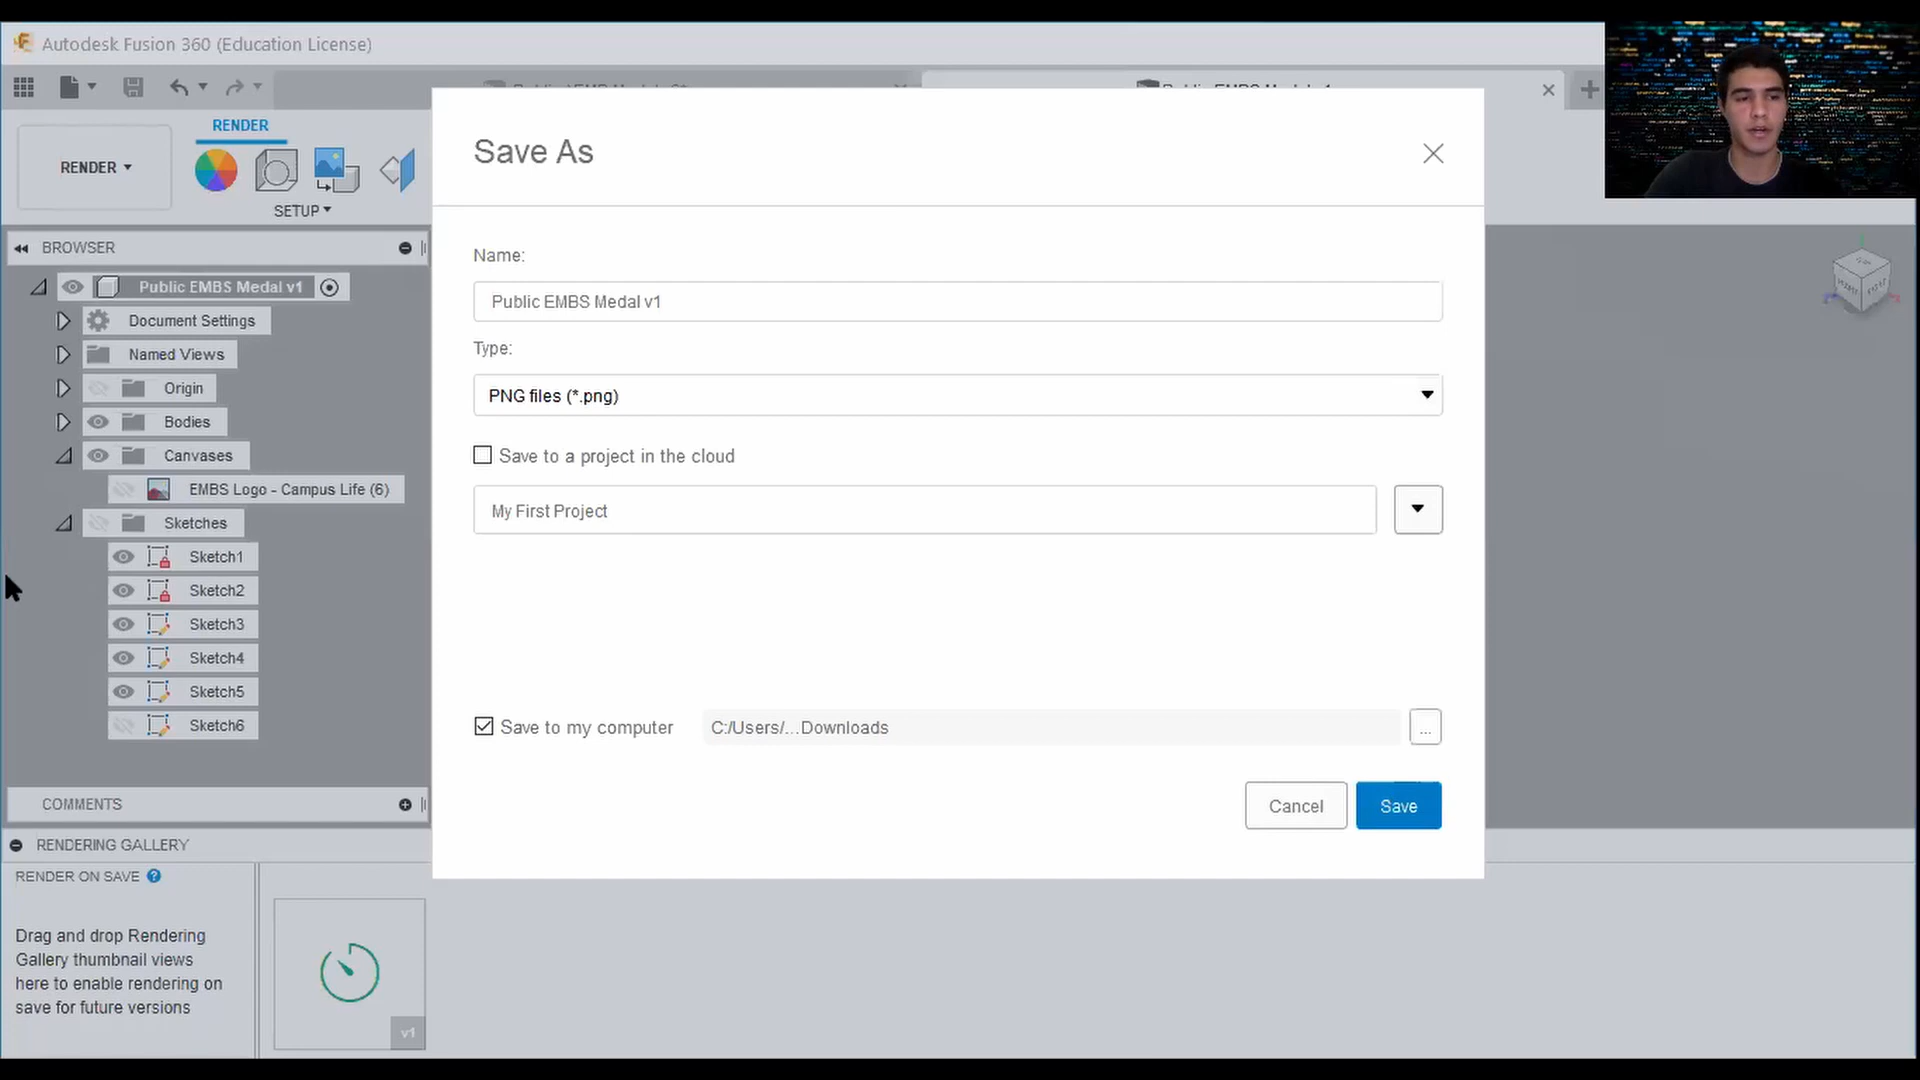 Autodesk Fusion 360 (Education License)
RENDER
RENDER
SETUP
BROWSER
Public EMBS Medal v1
Document Settings
Named Views
Origin
Bodies
Canvases
EMBS Logo - Campus Life (6)
Sketches
Sketch1
Sketch2
Sketch3
Sketch4
Sketch5
Sketch6
COMMENTS
RENDERING GALLERY
RENDER ON SAVE
Drag and drop Rendering
Gallery thumbnail views
here to enable rendering on
save for future versions
v1
Save As
Name:
Public EMBS Medal v1
Type:
PNG files (*.png)
Save to a project in the cloud
My First Project
Save to my computer
C:/Users/...Downloads
...
Cancel
Save